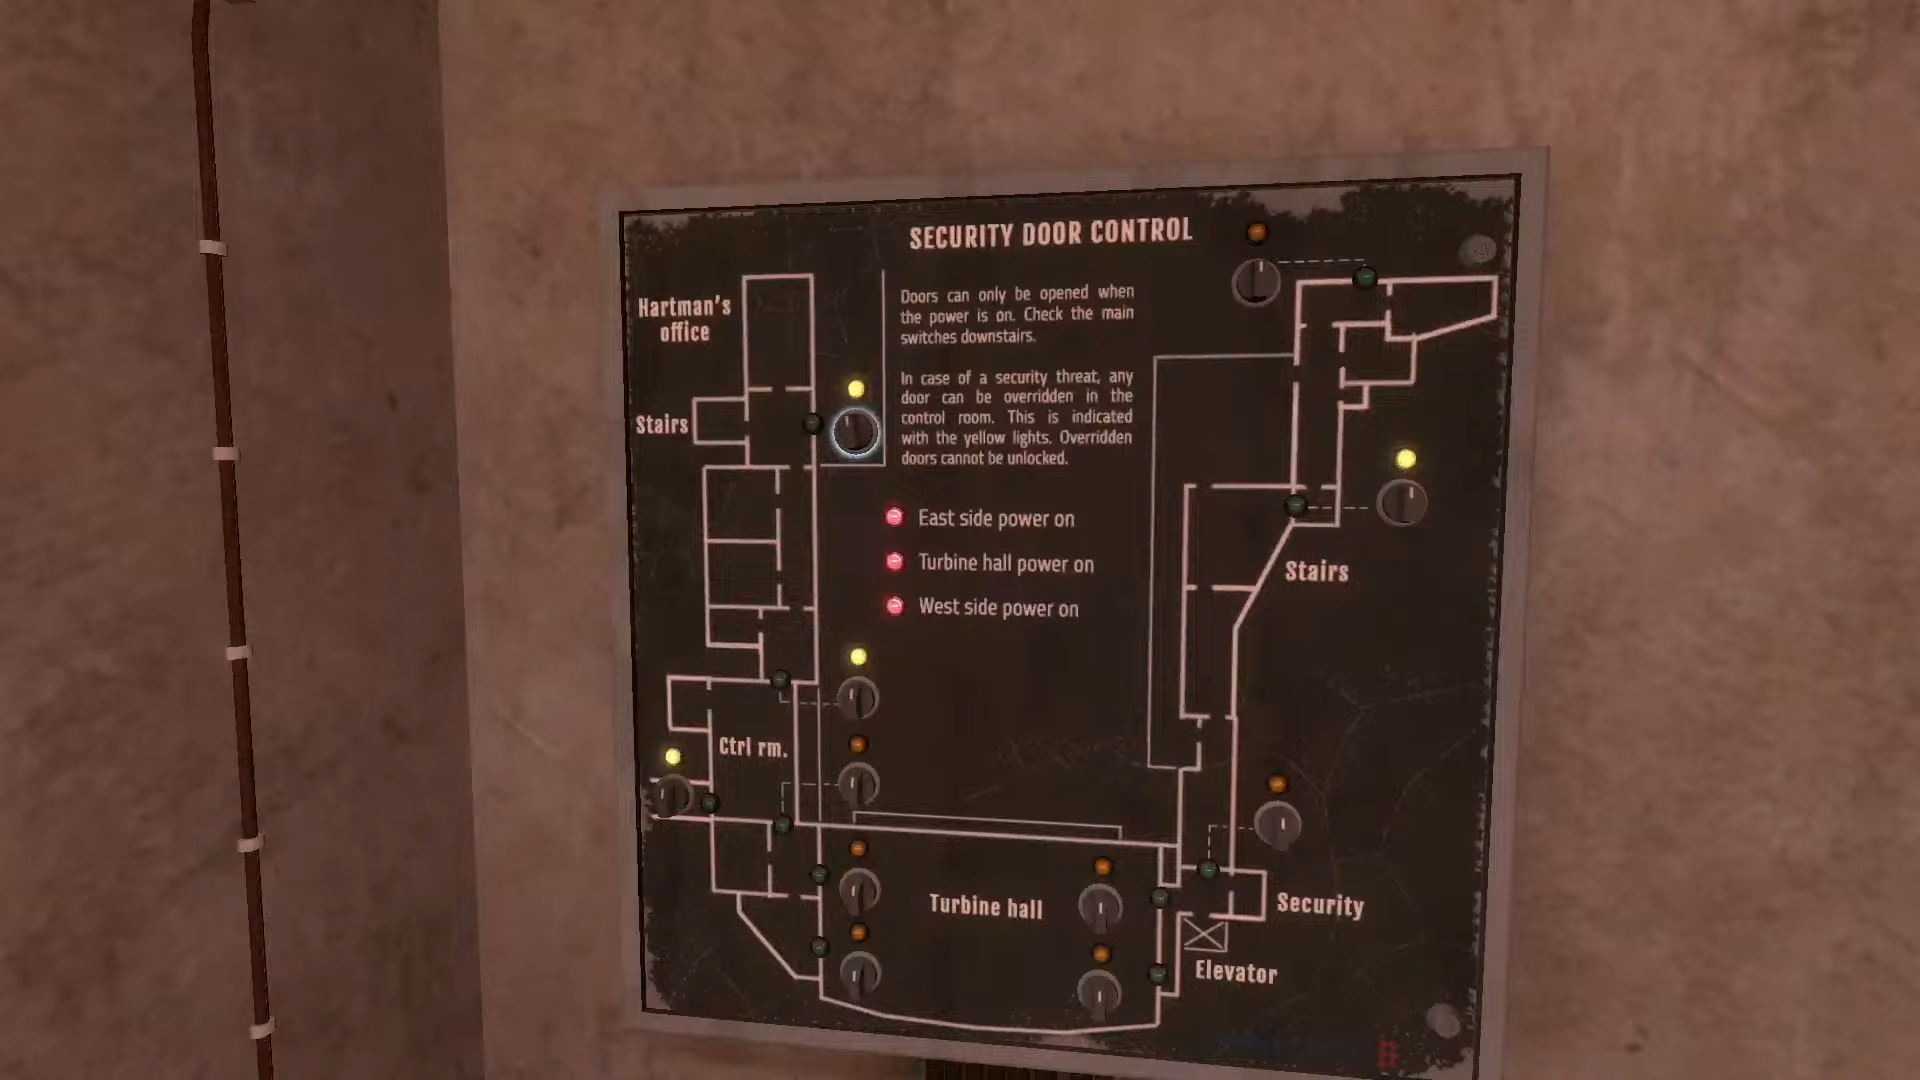 SECURITY DOOR CONTROL
Hartman's
office
Doors can only be opened when
the power is on. Check the main
switches downstairs.
In case of a security threat, any
door can be overridden in the
control room. This is indicated
with the yellow lights. Overridden
doors cannot be unlocked.
Stairs
East side power on
Turbine hall power on
West side power on
Stairs
Ctrl rm.
Turbine hall
Security
Elevator